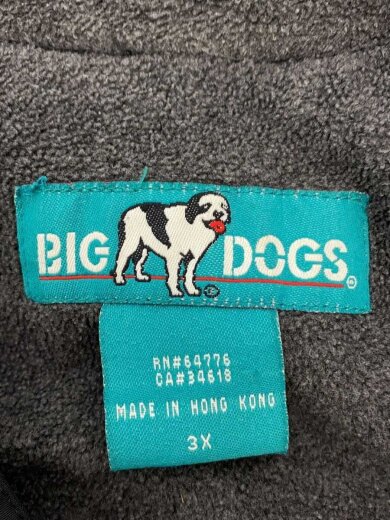 BIG DOGS®
RN#64776
CA#34618
MADE IN HONG KONG
3X